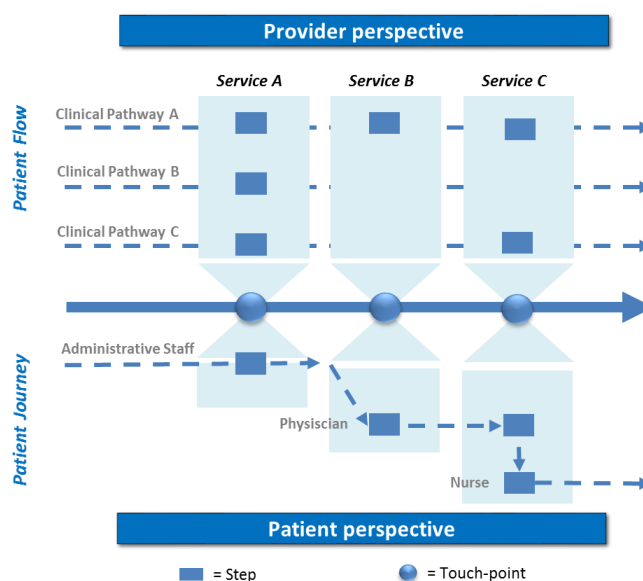 Provider perspective
Service A
Service B
Service C
Patient Flow
Clinical Pathway A
Clinical Pathway B
Clinical Pathway C
Patient Journey
Administrative Staff
Physiscian
Nurse
Patient perspective
= Step
= Touch-point